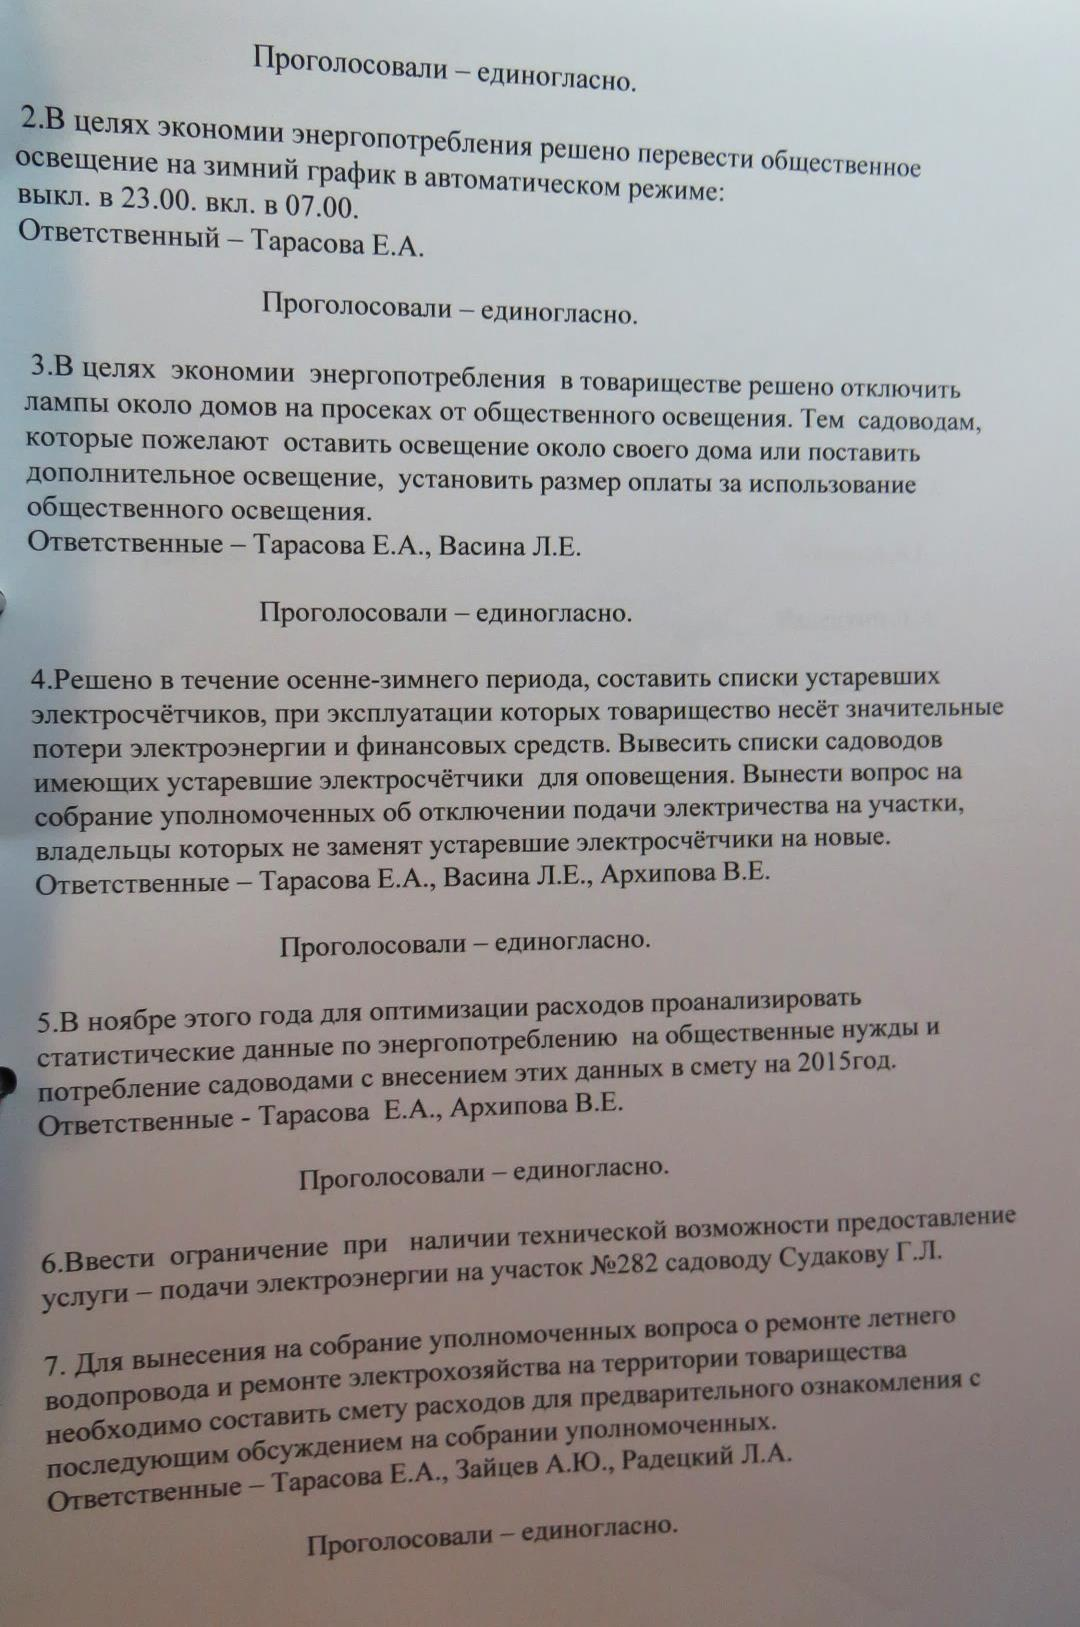 Проголосовали – единогласно.
2.В целях экономии энергопотребления решено перевести общественное
освещение на зимний график в автоматическом режиме:
выкл. в 23.00. вкл. в 07.00.
Ответственный – Тарасова Е.А.
Проголосовали – единогласно.
3.В целях экономии энергопотребления в товариществе решено отключить
лампы около домов на просеках от общественного освещения. Тем садоводам,
которые пожелают оставить освещение около своего дома или поставить
дополнительное освещение, установить размер оплаты за использование
общественного освещения.
Ответственные – Тарасова Е.А., Васина Л.Е.
Проголосовали – единогласно.
4.Решено в течение осенне-зимнего периода, составить списки устаревших
электросчётчиков, при эксплуатации которых товарищество несёт значительные
потери электроэнергии и финансовых средств. Вывесить списки садоводов
имеющих устаревшие электросчётчики для оповещения. Вынести вопрос на
собрание уполномоченных об отключении подачи электричества на участки,
владельцы которых не заменят устаревшие электросчётчики на новые.
Ответственные – Тарасова Е.А., Васина Л.Е., Архипова В.Е.
Проголосовали – единогласно.
5.В ноябре этого года для оптимизации расходов проанализировать
статистические данные по энергопотреблению на общественные нужды и
потребление садоводами с внесением этих данных в смету на 2015год.
Ответственные - Тарасова Е.А., Архипова В.Е.
Проголосовали – единогласно.
6.Ввести ограничение при наличии технической возможности предоставление
услуги – подачи электроэнергии на участок №282 садоводу Судакову Г.Л.
7. Для вынесения на собрание уполномоченных вопроса о ремонте летнего
водопровода и ремонте электрохозяйства на территории товарищества
необходимо составить смету расходов для предварительного ознакомления с
последующим обсуждением на собрании уполномоченных.
Ответственные – Тарасова Е.А., Зайцев А.Ю., Радецкий Л.А.
Проголосовали – единогласно.